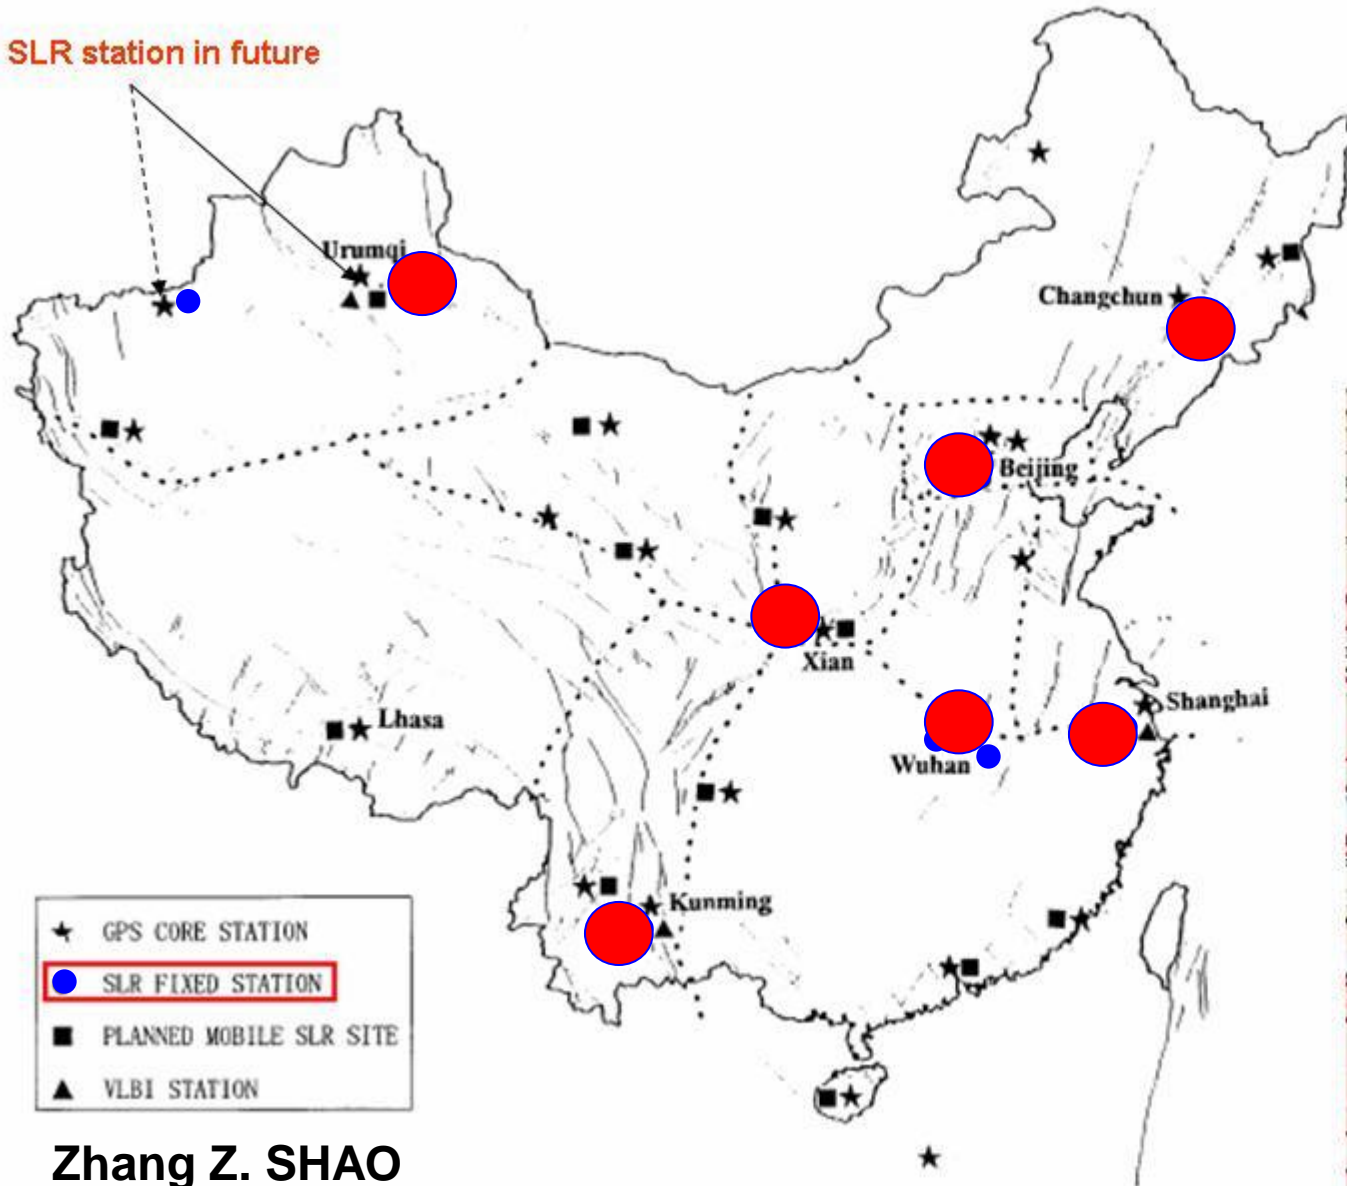 SLR station in future
Urumqi
Changchun
Beijing
Xian
Shanghai
Lhasa
Wuhan
Kunming
GPS CORE STATION
SLR FIXED STATION
PLANNED MOBILE SLR SITE
VLBI STATION
Zhang Z. SHAO